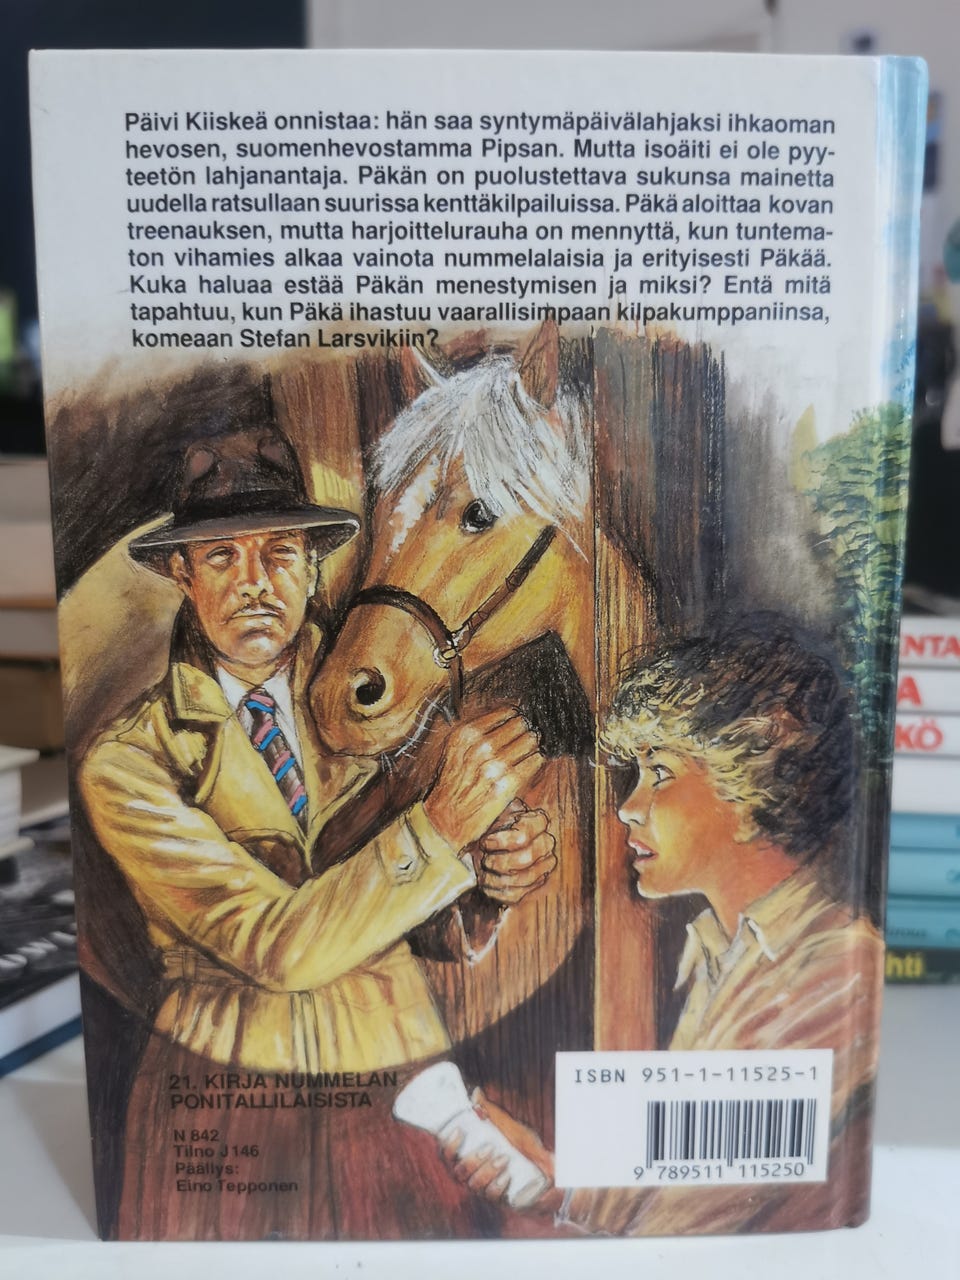 Päivi Kiiskeä onnistaa: hän saa syntymäpäivälahjaksi ihkaoman
hevosen, suomenhevostamma Pipsan. Mutta isoäiti ei ole pyy-
teetön lahjanantaja. Päkän on puolustettava sukunsa mainetta
uudella ratsullaan suurissa kenttäkilpailuissa. Päkä aloittaa kovan
treenauksen, mutta harjoittelurauha on mennyttä, kun tuntema-
ton vihamies alkaa vainota nummelalaisia ja erityisesti Päkää.
Kuka haluaa estää Päkän menestymisen ja miksi? Entä mitä
tapahtuu, kun Päkä ihastuu vaarallisimpaan kilpakumppaniinsa,
komeaan Stefan Larsvikiin?
21. KIRJA NUMMELAN
PONITALLILAISISTA
N 842
Tilno J 146
Päällys:
Eino Tepponen
ISBN 951-1-11525-1
9 789511 115250
NTA
A
KÖ
hti